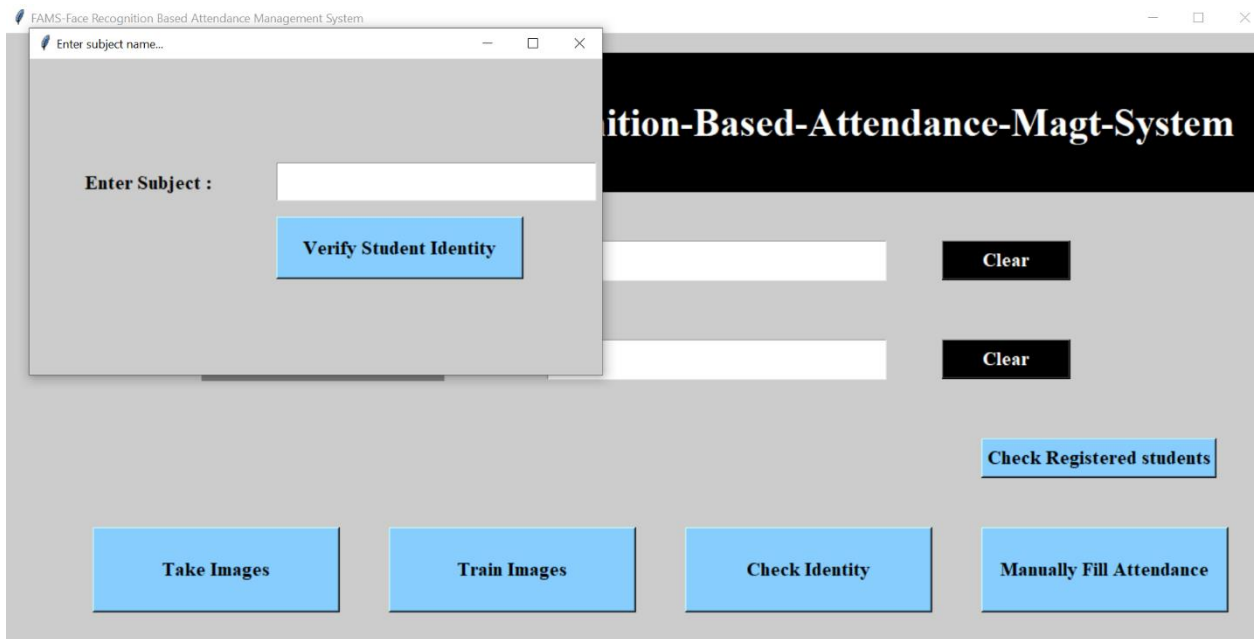 FAMS-Face Recognition Based Attendance Management System
Enter subject name...
nition-Based-Attendance-Magt-System
Enter Subject :
Verify Student Identity
Clear
Clear
Check Registered students
Take Images
Train Images
Check Identity
Manually Fill Attendance